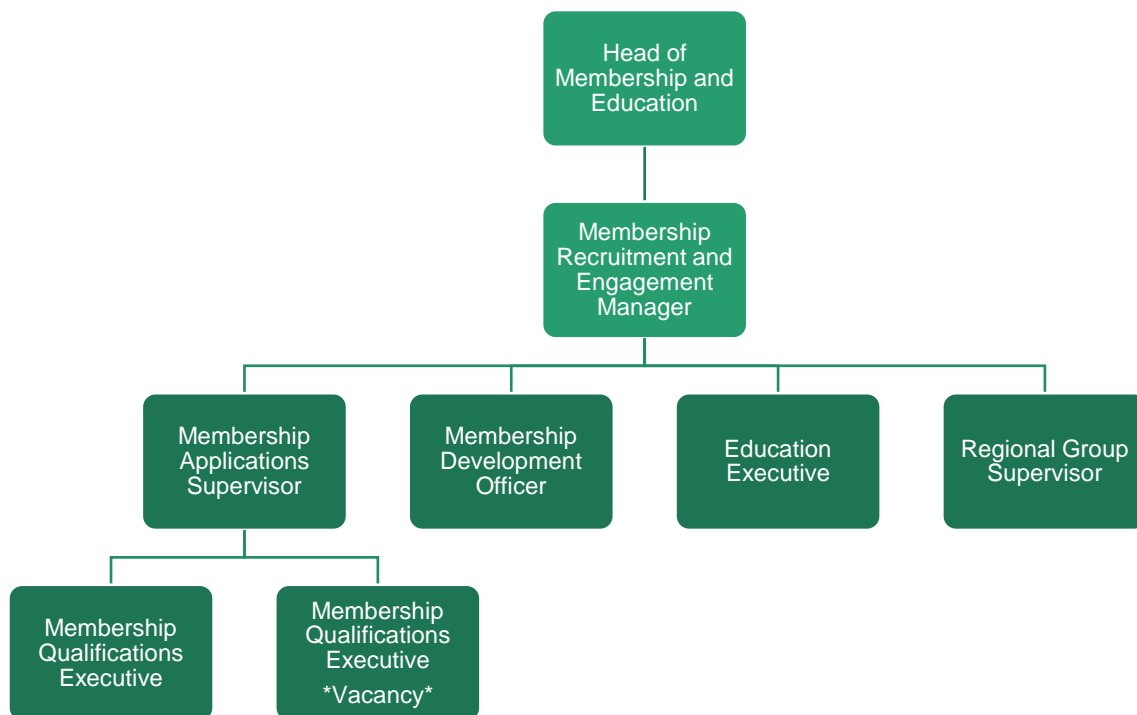 Head of
Membership and
Education
Membership
Recruitment and
Engagement
Manager
Membership
Applications
Supervisor
Membership
Development
Officer
Education
Executive
Regional Group
Supervisor
Membership
Qualifications
Executive
Membership
Qualifications
Executive
*Vacancy*